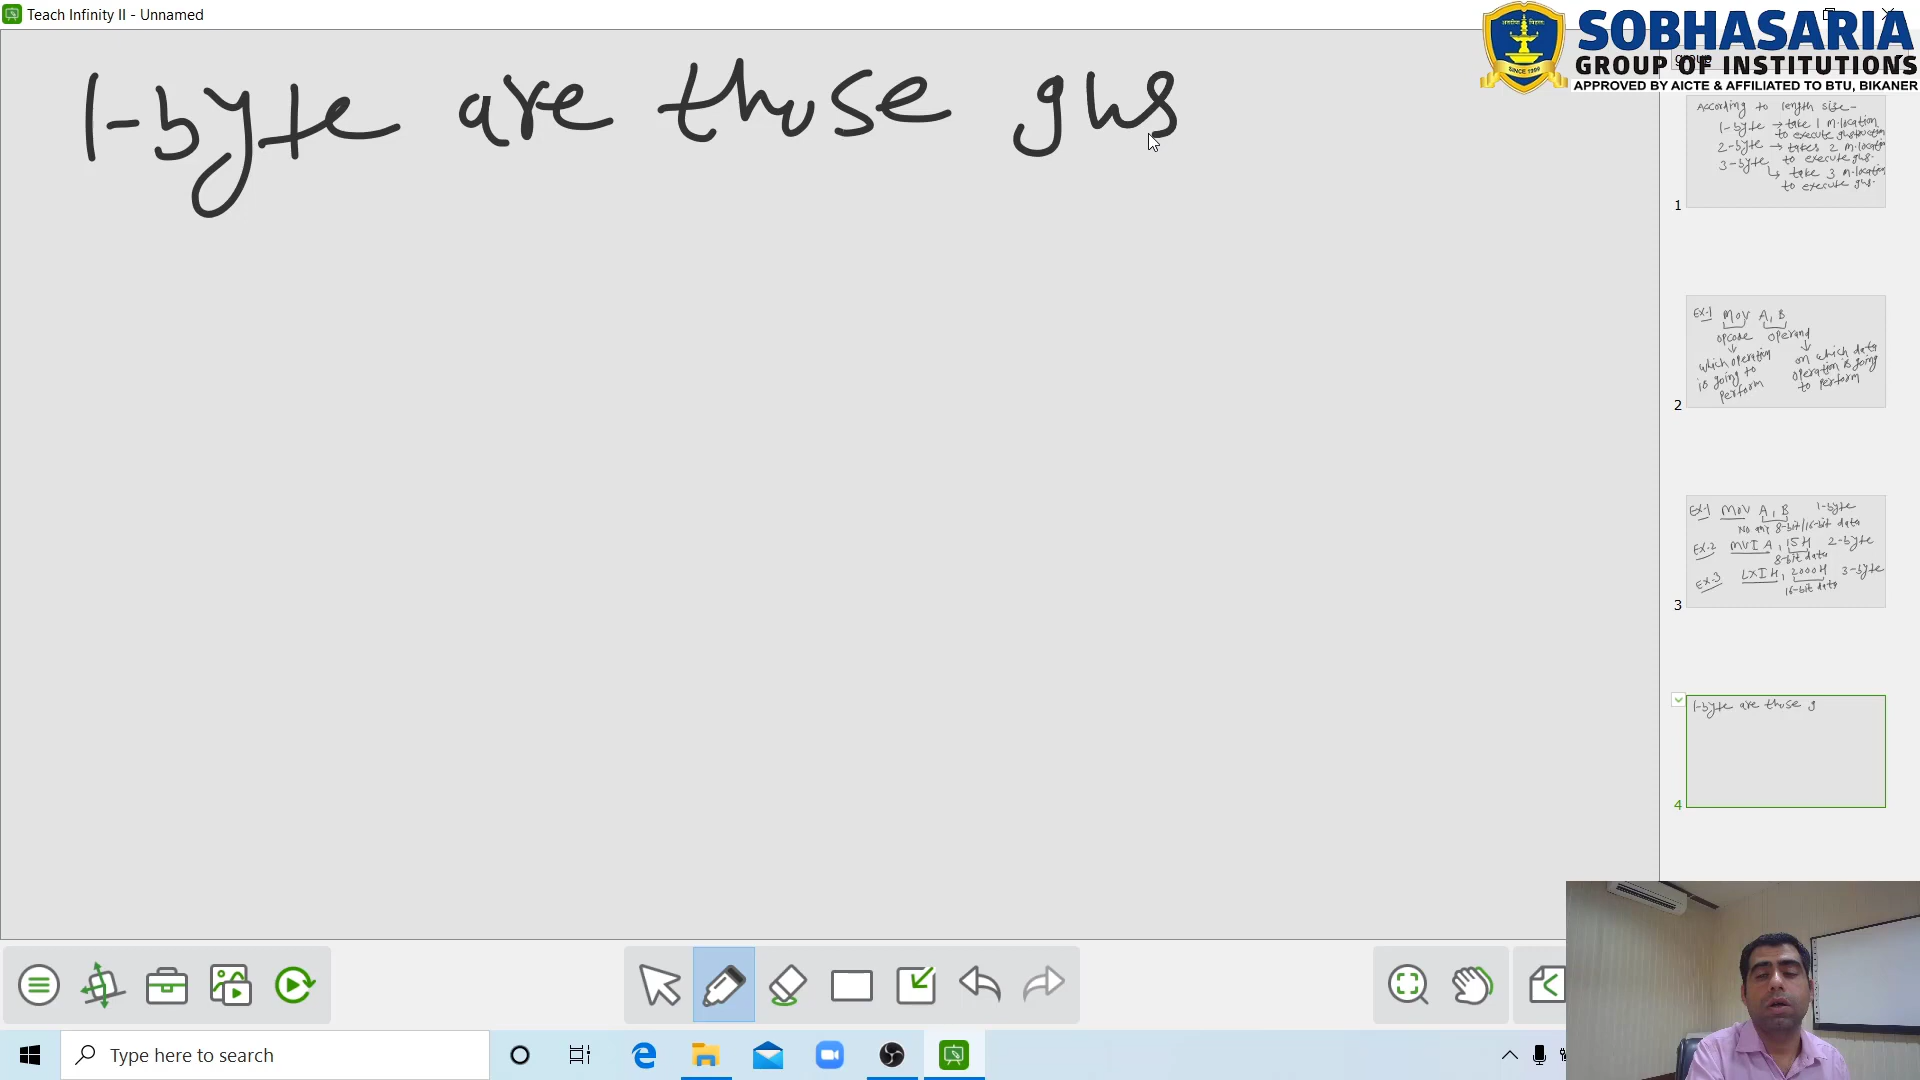 Teach Infinity II - Unnamed
SOBHASARIA
GROUP OF INSTITUTIONS
APPROVED BY AICTE & AFFILIATED TO BTU, BIKANER
SINCE 1999
group
1-byte are those ins
According to length size-
1-byte → take 1 m.location
to execute instruction
2-byte → takes 2 m.location
to execute ins.
3-byte
↳ take 3 m.location
to execute ins.
1
Ex-1 MOV A, B
opcode operand
which operation
is going to
perform
on which data
operation is going
to perform
2
Ex-1 MOV A, B 1-byte
No any 8-bit/16-bit data
Ex-2 MVI A, 15H 2-byte
8-bit data
Ex-3 LXI H, 2000H 3-byte
16-bit data
3
1-byte are those
4
Type here to search